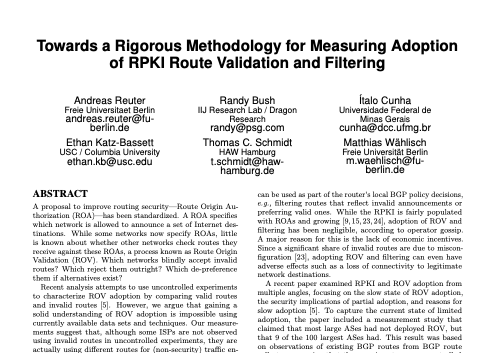 Towards a Rigorous Methodology for Measuring Adoption
of RPKI Route Validation and Filtering
Andreas Reuter
Freie Universitaet Berlin
andreas.reuter@fu-
berlin.de
Randy Bush
IIJ Research Lab / Dragon
Research
randy@psg.com
Ítalo Cunha
Universidade Federal de
Minas Gerais
cunha@dcc.ufmg.br
Ethan Katz-Bassett
USC / Columbia University
ethan.kb@usc.edu
Thomas C. Schmidt
HAW Hamburg
t.schmidt@haw-
hamburg.de
Matthias Wählisch
Freie Universität Berlin
m.waehlisch@fu-
berlin.de
ABSTRACT
A proposal to improve routing security—Route Origin Au-
thorization (ROA)—has been standardized. A ROA specifies
which network is allowed to announce a set of Internet des-
tinations. While some networks now specify ROAs, little
is known about whether other networks check routes they
receive against these ROAs, a process known as Route Origin
Validation (ROV). Which networks blindly accept invalid
routes? Which reject them outright? Which de-preference
them if alternatives exist?
Recent analysis attempts to use uncontrolled experiments
to characterize ROV adoption by comparing valid routes
and invalid routes [5]. However, we argue that gaining a
solid understanding of ROV adoption is impossible using
currently available data sets and techniques. Our measure-
ments suggest that, although some ISPs are not observed
using invalid routes in uncontrolled experiments, they are
actually using different routes for (non-security) traffic en-
can be used as part of the router's local BGP policy decisions,
e.g., filtering routes that reflect invalid announcements or
preferring valid ones. While the RPKI is fairly populated
with ROAs and growing [9,15,23,24], adoption of ROV and
filtering has been negligible, according to operator gossip.
A major reason for this is the lack of economic incentives.
Since a significant share of invalid routes are due to miscon-
figuration [23], adopting ROV and filtering can even have
adverse effects such as a loss of connectivity to legitimate
network destinations.
A recent paper examined RPKI and ROV adoption from
multiple angles, focusing on the slow state of ROV adoption,
the security implications of partial adoption, and reasons for
slow adoption [5]. To capture the current state of limited
adoption, the paper included a measurement study that
claimed that most large ASes had not deployed ROV, but
that 9 of the 100 largest ASes had. This result was based
on observations of existing BGP routes from BGP route